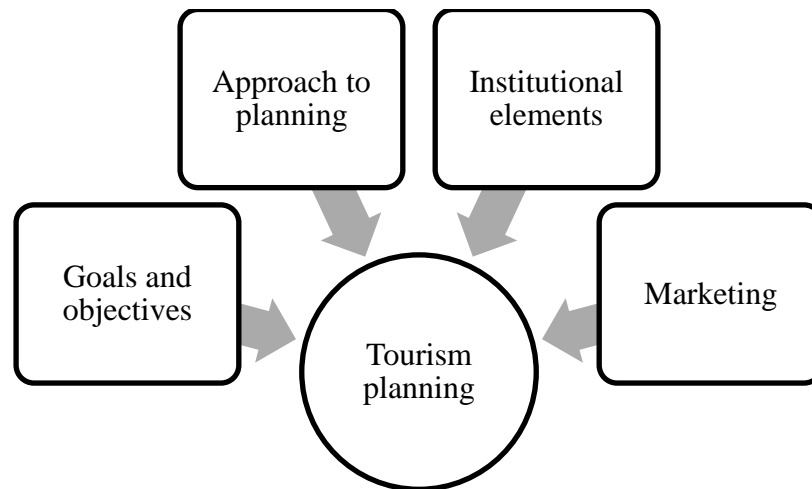 Approach to
planning
Institutional
elements
Goals and
objectives
Marketing
Tourism
planning